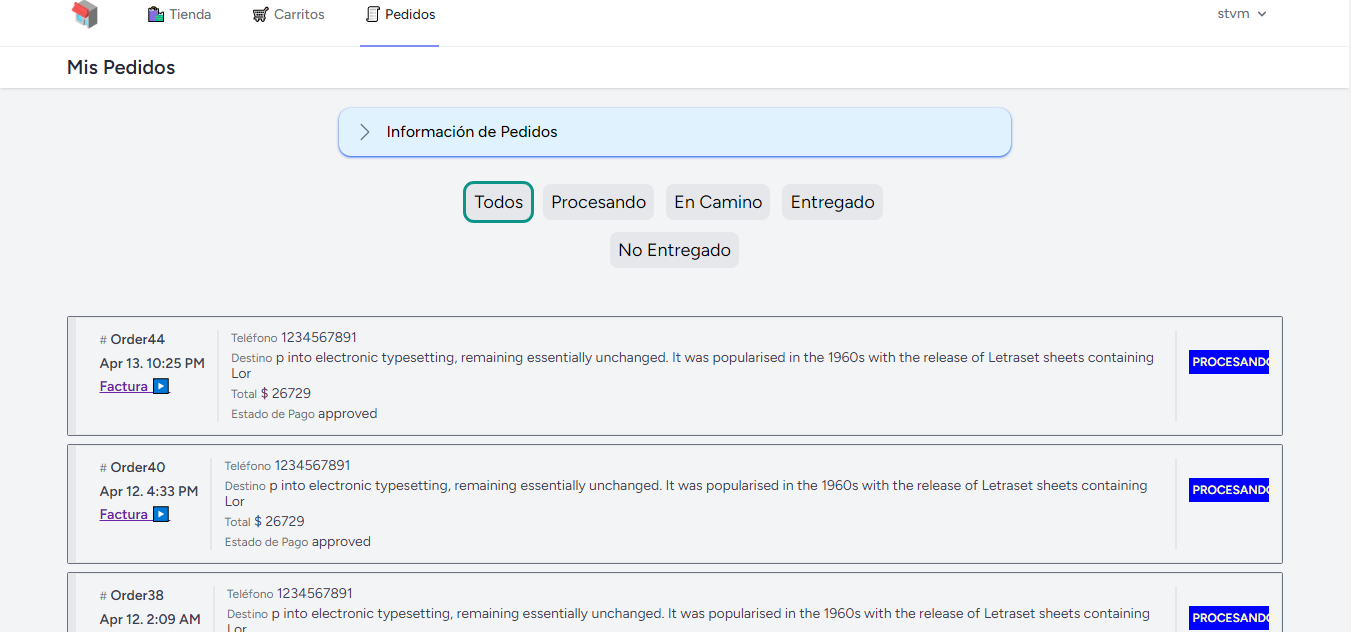 Tienda
Carritos
Pedidos
stvm
Mis Pedidos
Información de Pedidos
Todos
Procesando
En Camino
Entregado
No Entregado
# Order44
Apr 13. 10:25 PM
Factura
Teléfono 1234567891
Destino p into electronic typesetting, remaining essentially unchanged. It was popularised in the 1960s with the release of Letraset sheets containing
Lor
Total $ 26729
Estado de Pago approved
PROCESANDO
# Order40
Apr 12. 4:33 PM
Factura
Teléfono 1234567891
Destino p into electronic typesetting, remaining essentially unchanged. It was popularised in the 1960s with the release of Letraset sheets containing
Lor
Total $ 26729
Estado de Pago approved
PROCESANDO
# Order38
Apr 12. 2:09 AM
Teléfono 1234567891
Destino p into electronic typesetting, remaining essentially unchanged. It was popularised in the 1960s with the release of Letraset sheets containing
Lor
PROCESANDO